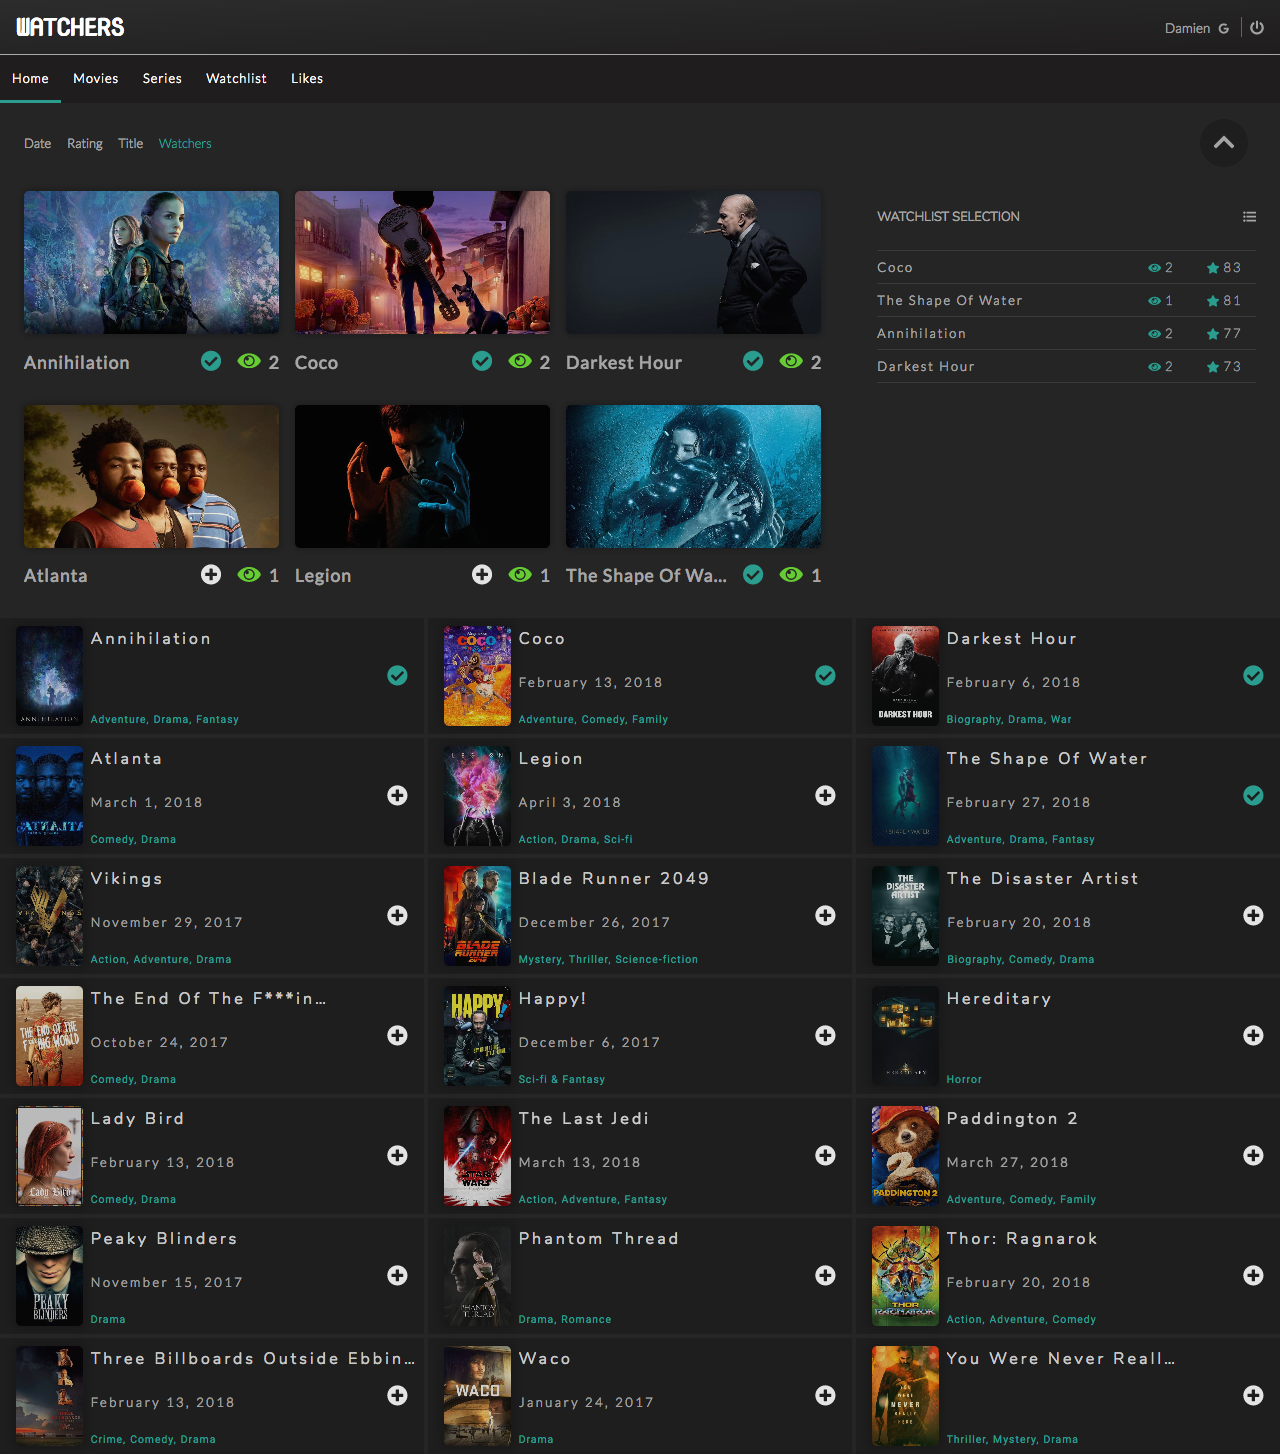 WATCHERS
Damien G
Home Movies Series Watchlist Likes
Date Rating Title Watchers
WATCHLIST SELECTION
Coco 2 83
The Shape Of Water 1 81
Annihilation 2 77
Darkest Hour 2 73
Annihilation 2 Coco 2 Darkest Hour 2
Atlanta 1 Legion 1 The Shape Of Wa... 1
Annihilation
Adventure, Drama, Fantasy
ANNIHILATION
Coco
February 13, 2018
Adventure, Comedy, Family
COCO
Darkest Hour
February 6, 2018
Biography, Drama, War
DARKEST HOUR
Atlanta
March 1, 2018
Comedy, Drama
Legion
April 3, 2018
Action, Drama, Sci-fi
LEGION
The Shape Of Water
February 27, 2018
Adventure, Drama, Fantasy
Vikings
November 29, 2017
Action, Adventure, Drama
VIKINGS
Blade Runner 2049
December 26, 2017
Mystery, Thriller, Science-fiction
BLADE
RUNNER
2049
The Disaster Artist
February 20, 2018
Biography, Comedy, Drama
THE
DISASTER
ARTIST
The End Of The F***in...
October 24, 2017
Comedy, Drama
THE END OF THE
F***ING WORLD
Happy!
December 6, 2017
Sci-fi & Fantasy
HAPPY!
Hereditary
Horror
Lady Bird
February 13, 2018
Comedy, Drama
Lady Bird
The Last Jedi
March 13, 2018
Action, Adventure, Fantasy
STAR
WARS
Paddington 2
March 27, 2018
Adventure, Comedy, Family
2
PADDINGTON 2
Peaky Blinders
November 15, 2017
Drama
PEAKY
BLINDERS
Phantom Thread
Drama, Romance
PHANTOM
THREAD
Thor: Ragnarok
February 20, 2018
Action, Adventure, Comedy
THOR
RAGNAROK
Three Billboards Outside Ebbin...
February 13, 2018
Crime, Comedy, Drama
Waco
January 24, 2017
Drama
WACO
You Were Never Reall...
Thriller, Mystery, Drama
YOU
WERE
NEVER
REALLY
HERE